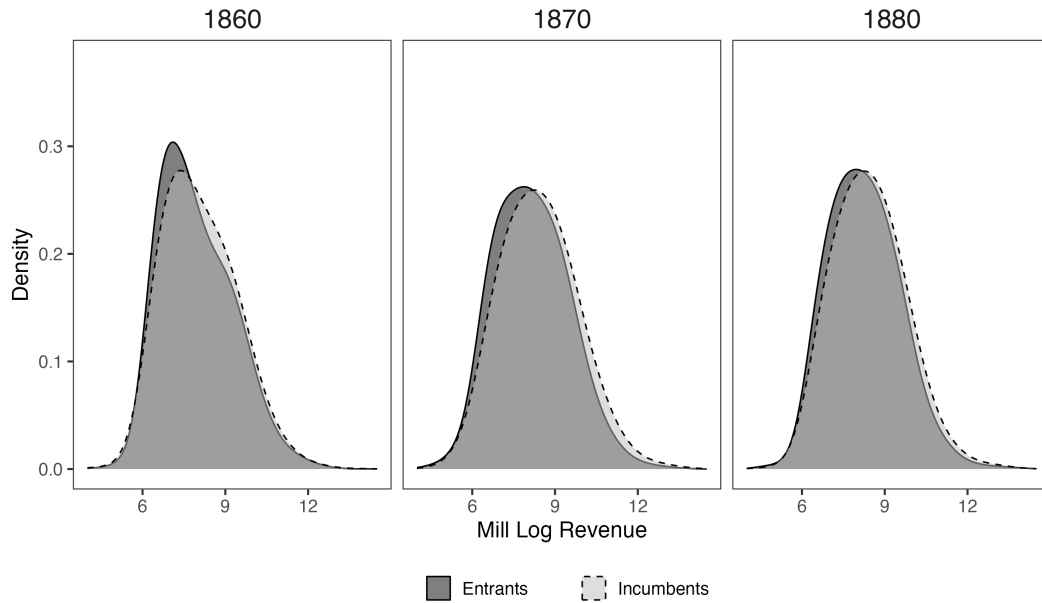 1860 1870 1880
Density
0.3
0.2
0.1
0.0
6 9 12 6 9 12 6 9 12
Mill Log Revenue
Entrants Incumbents